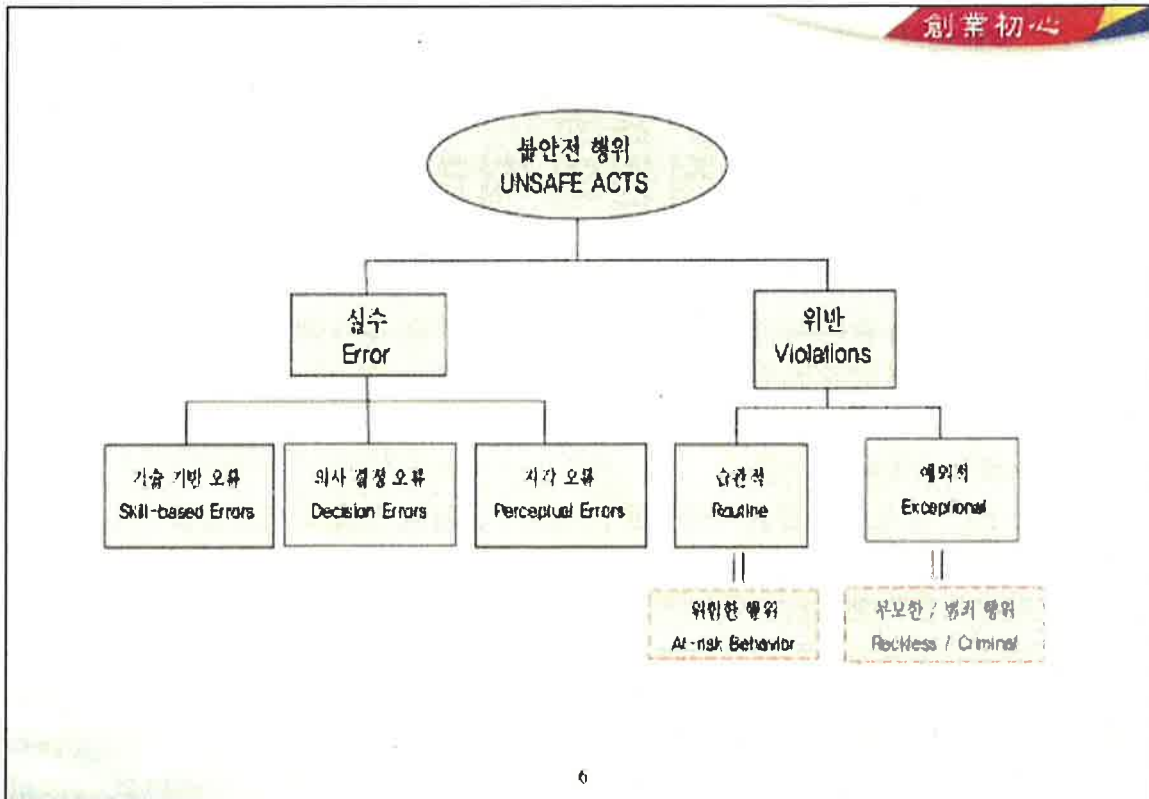 創業初心
불안전 행위
UNSAFE ACTS
실수
Error
위반
Violations
기술 기반 오류
Skill-based Errors
의사 결정 오류
Decision Errors
지각 오류
Perceptual Errors
습관적
Routine
예외적
Exceptional
위험한 행위
At-risk Behavior
무모한 / 범죄 행위
Reckless / Criminal
6